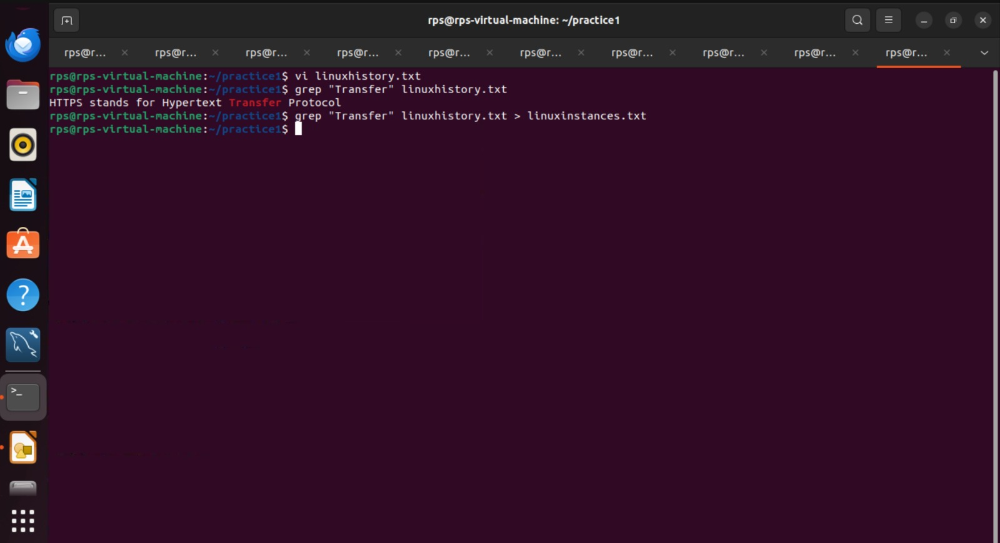 rps@rps-virtual-machine: ~/practice1
rps@r... rps@r... rps@r... rps@r... rps@r... rps@r... rps@r... rps@r... rps@r... rps@r...
rps@rps-virtual-machine:~/practice1$ vi linuxhistory.txt
rps@rps-virtual-machine:~/practice1$ grep "Transfer" linuxhistory.txt
HTTPS stands for Hypertext Transfer Protocol
rps@rps-virtual-machine:~/practice1$ grep "Transfer" linuxhistory.txt > linuxinstances.txt
rps@rps-virtual-machine:~/practice1$